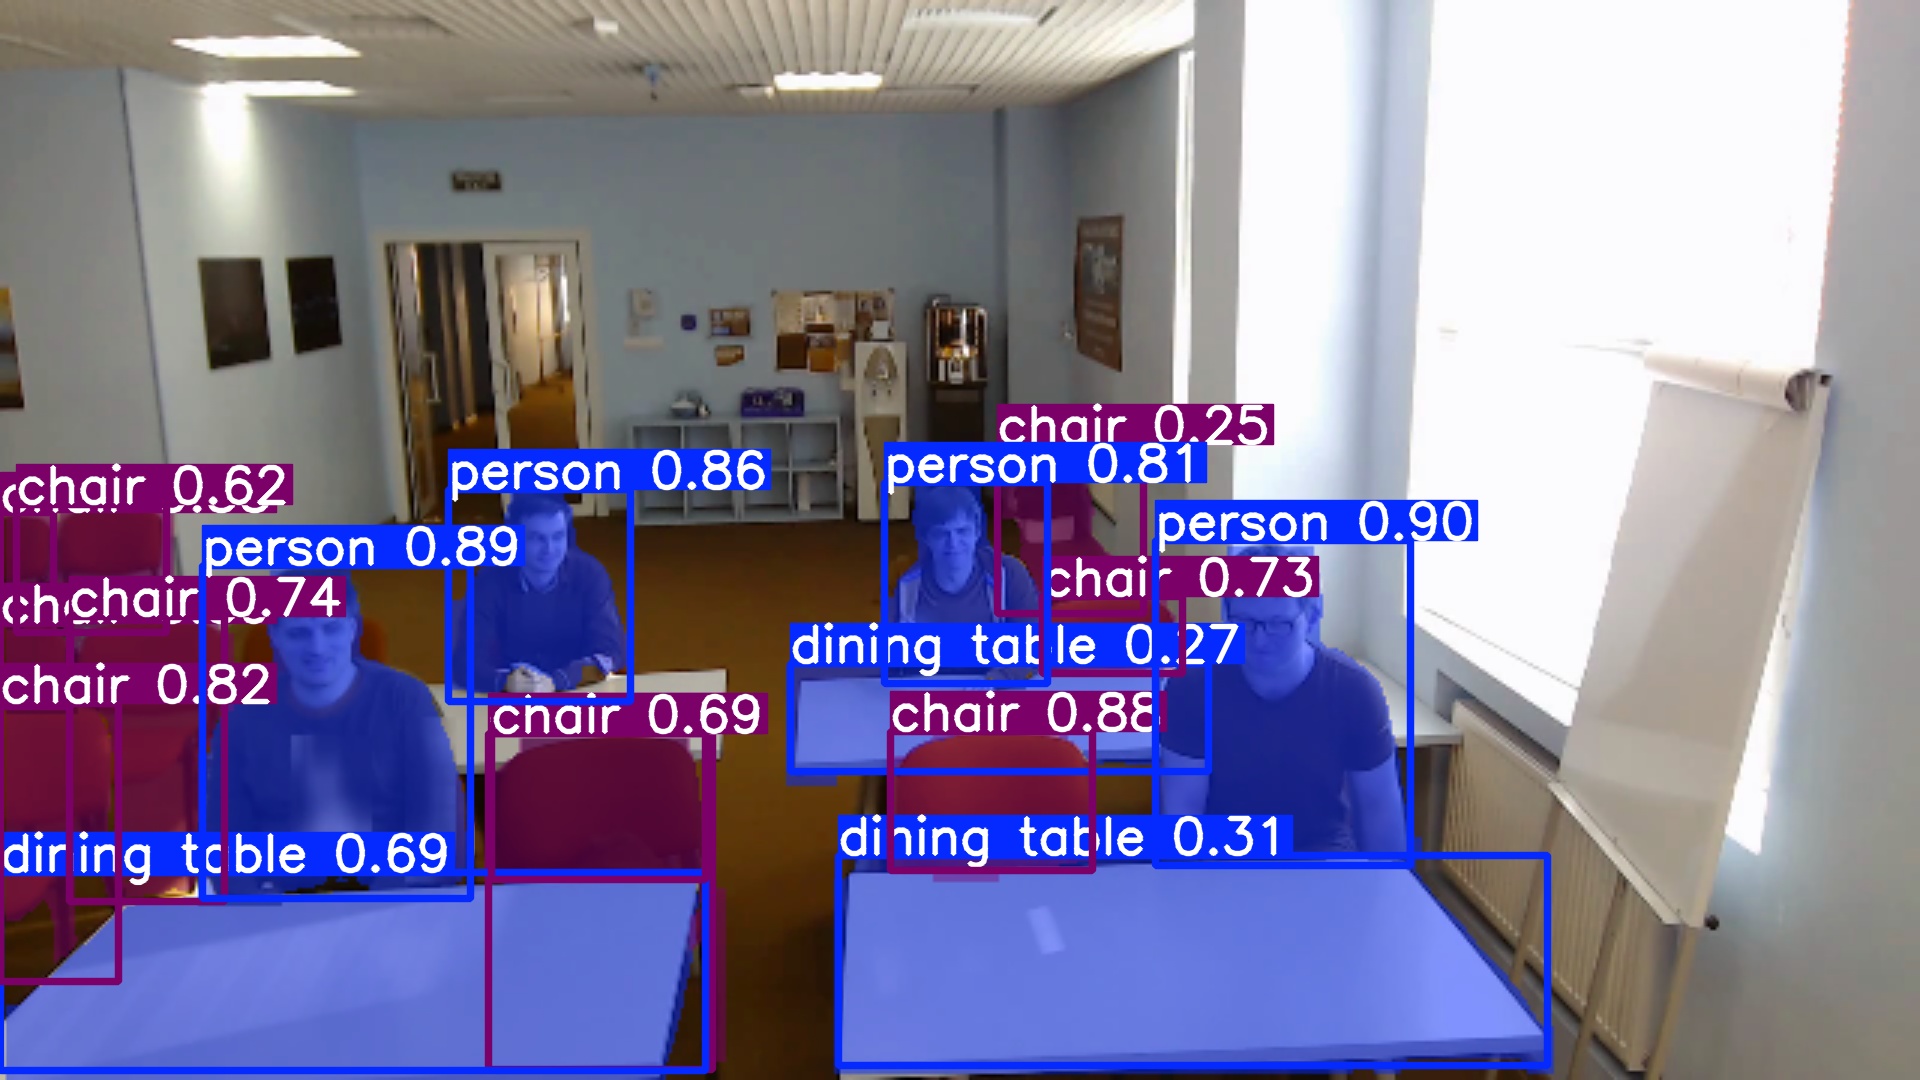 chair 0.25
person 0.86
person 0.81
chair 0.62
person 0.90
person 0.89
chair 0.73
chair 0.74
dining table 0.27
chair 0.82
chair 0.69
chair 0.88
dining table 0.31
dining table 0.69